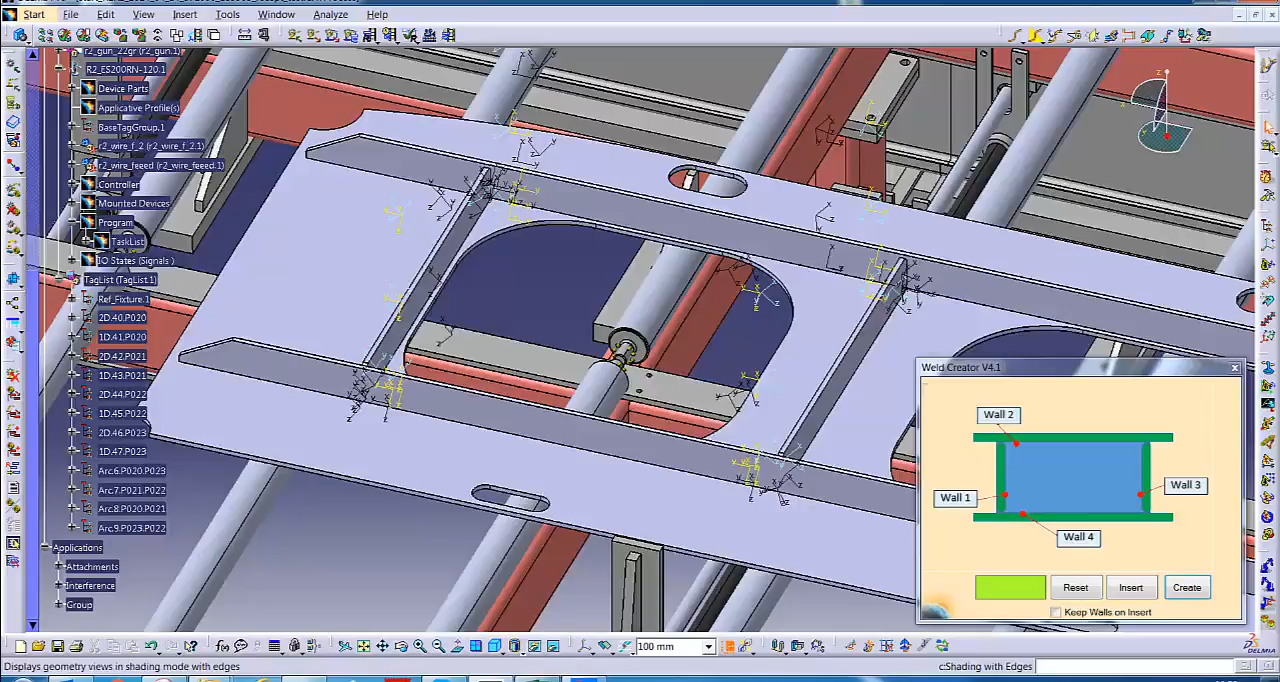 Start File Edit View Insert Tools Window Analyze Help
r2_gun_22gr (r2_gun.1)
R2_ES200RN-120.1
Device Parts
Applicative Profile(s)
BaseTagGroup.1
r2_wire_f_2 (r2_wire_f_2.1)
r2_wire_feeed (r2_wire_feeed.1)
Controller
Mounted Devices
Program
TaskList
IO States (Signals )
TagList (TagList.1)
Ref_Fixture.1
2D.40.P020
1D.41.P020
2D.42.P021
1D.43.P021
2D.44.P022
1D.45.P022
2D.46.P023
1D.47.P023
Arc.6.P020.P023
Arc.7.P021.P022
Arc.8.P020.P021
Arc.9.P023.P022
Applications
Attachments
Interference
Group
Weld Creator V4.1
Wall 2
Wall 1
Wall 3
Wall 4
Reset Insert Create
Keep Walls on Insert
100 mm
DELMIA
Displays geometry views in shading mode with edges
c:Shading with Edges